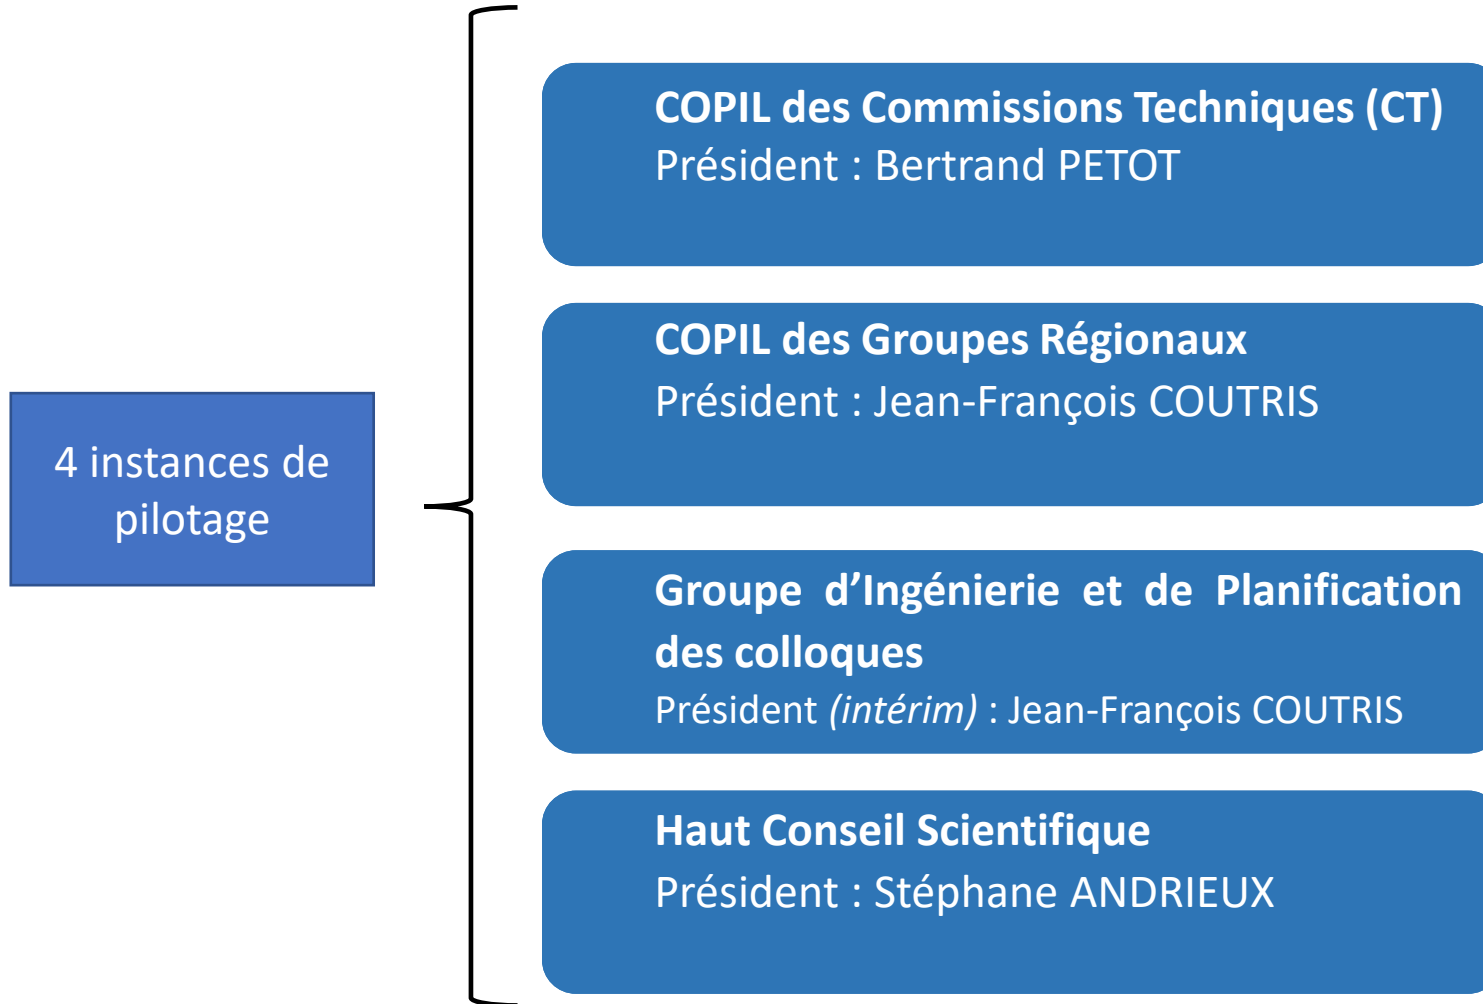 4 instances de
pilotage
COPIL des Commissions Techniques (CT)
Président : Bertrand PETOT
COPIL des Groupes Régionaux
Président : Jean-François COUTRIS
Groupe d’Ingénierie et de Planification
des colloques
Président (intérim) : Jean-François COUTRIS
Haut Conseil Scientifique
Président : Stéphane ANDRIEUX